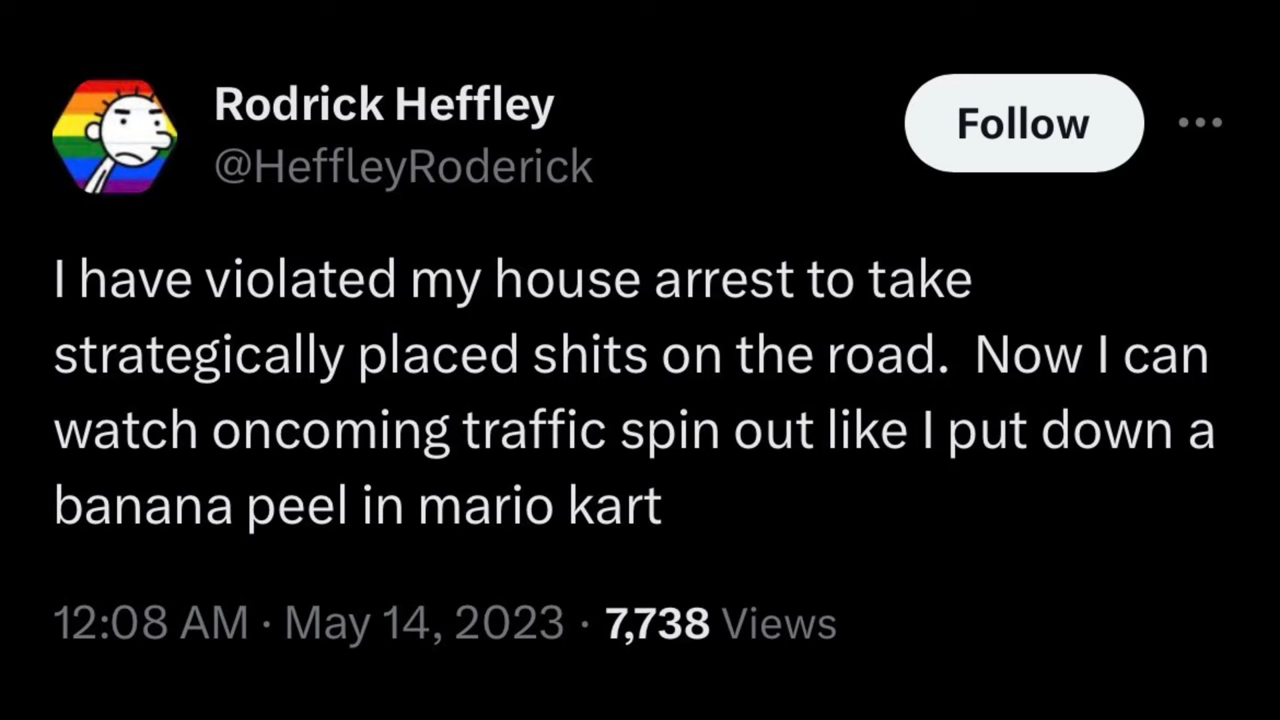 Rodrick Heffley
@HeffleyRoderick
Follow
I have violated my house arrest to take
strategically placed shits on the road.  Now I can
watch oncoming traffic spin out like I put down a
banana peel in mario kart
12:08 AM · May 14, 2023 · 7,738 Views